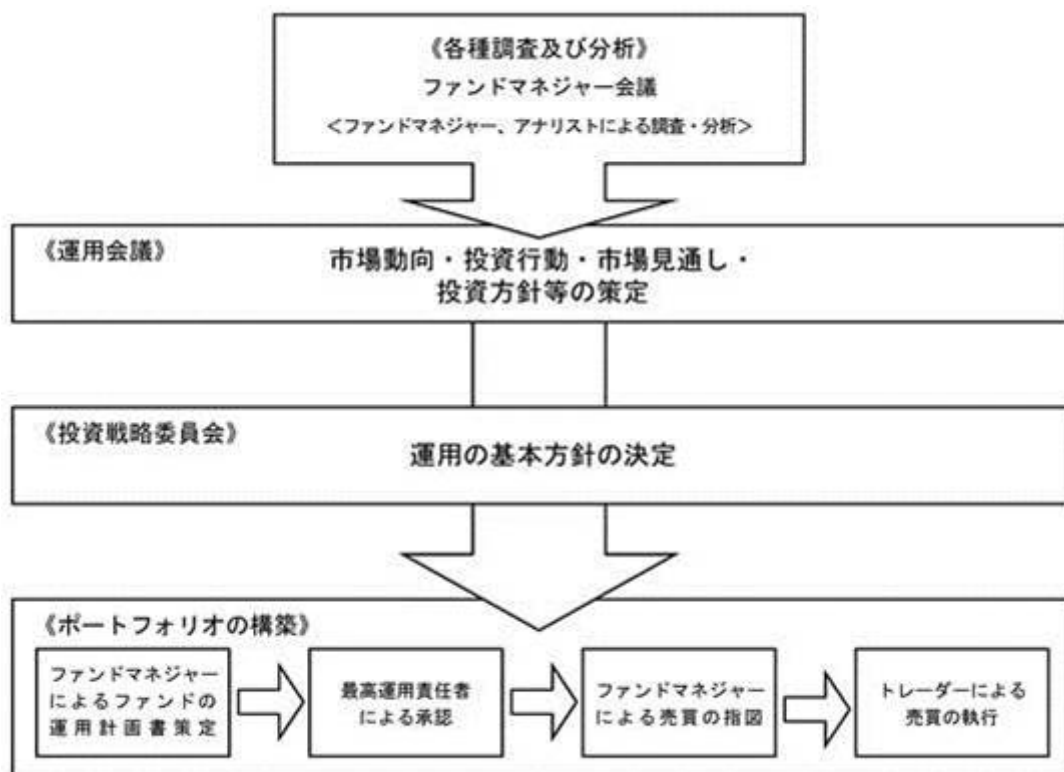 《各種調査及び分析》
ファンドマネジャー会議
＜ファンドマネジャー、アナリストによる調査・分析＞
《運用会議》
市場動向・投資行動・市場見通し・
投資方針等の策定
《投資戦略委員会》
運用の基本方針の決定
《ポートフォリオの構築》
ファンドマネジャー
によるファンドの
運用計画書策定
最高運用責任者
による承認
ファンドマネジャー
による売買の指図
トレーダーによる
売買の執行